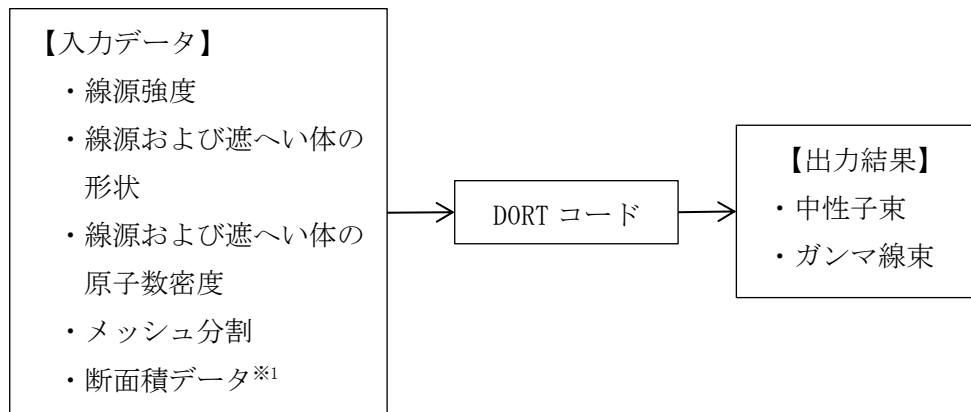 【入力データ】
・線源強度
・線源および遮へい体の
形状
・線源および遮へい体の
原子数密度
・メッシュ分割
・断面積データ※1
DORT コード
【出力結果】
・中性子束
・ガンマ線束